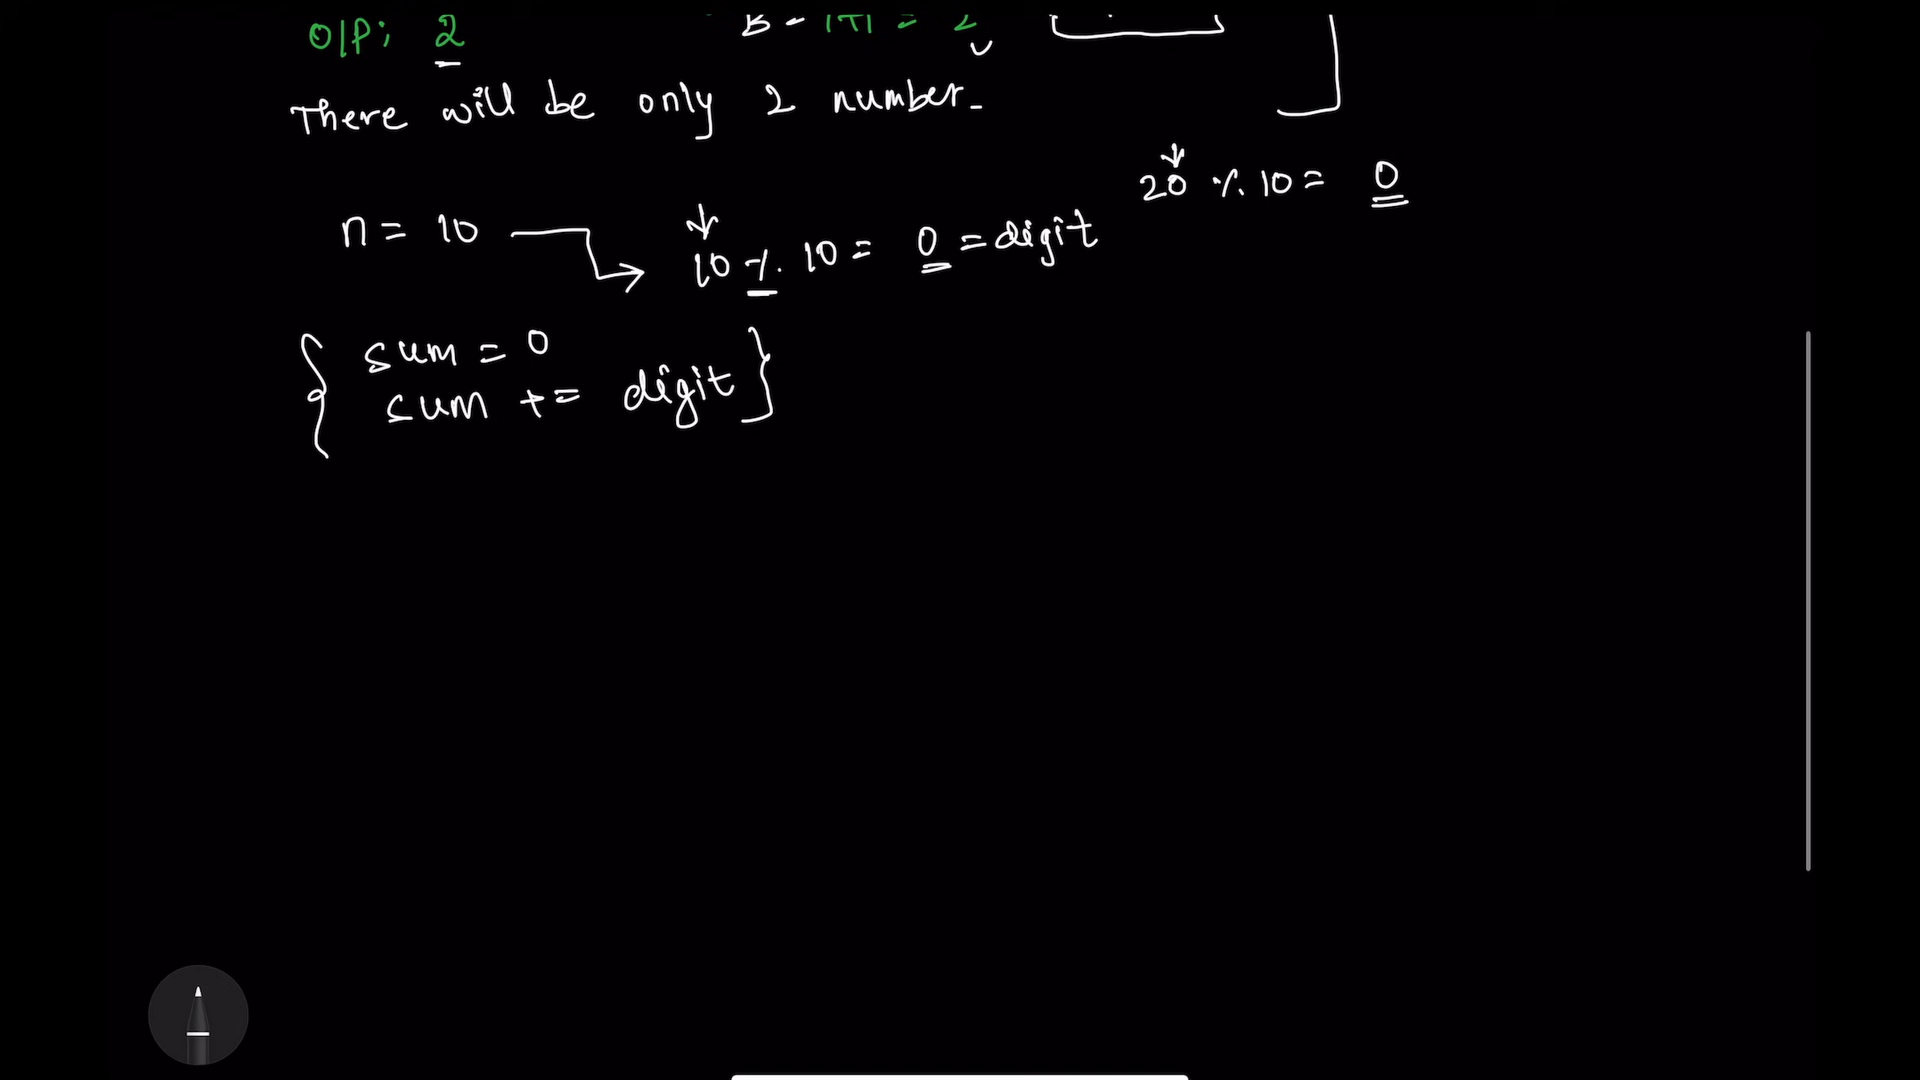 O/P: 2
There will be only 2 number.
20 % 10 = 0
n = 10
10 % 10 = 0 = digit
{ sum = 0
sum += digit }